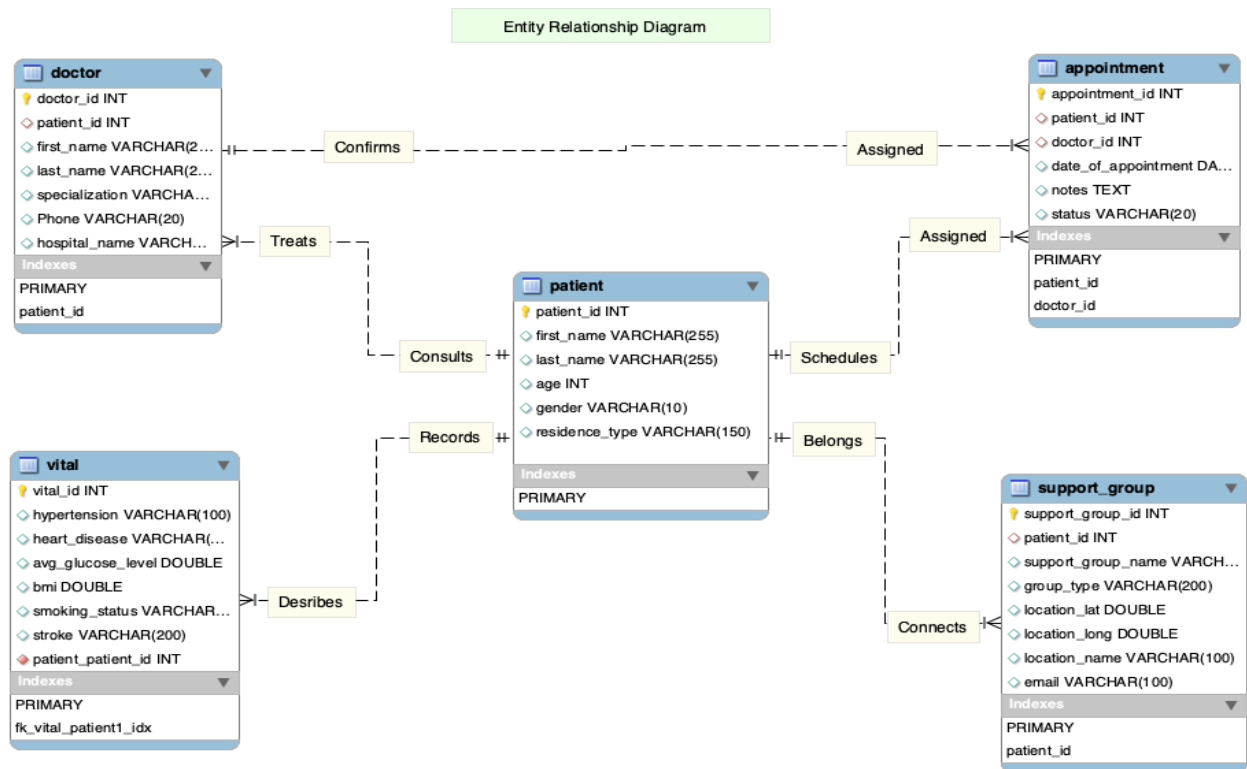 Entity Relationship Diagram
doctor
doctor_id INT
patient_id INT
first_name VARCHAR(2...
last_name VARCHAR(2...
specialization VARCHA...
Phone VARCHAR(20)
hospital_name VARCH...
Indexes
PRIMARY
patient_id
Confirms
Assigned
appointment
appointment_id INT
patient_id INT
doctor_id INT
date_of_appointment DA...
notes TEXT
status VARCHAR(20)
Indexes
PRIMARY
patient_id
doctor_id
Treats
Assigned
patient
patient_id INT
first_name VARCHAR(255)
last_name VARCHAR(255)
age INT
gender VARCHAR(10)
residence_type VARCHAR(150)
Indexes
PRIMARY
Consults
Schedules
Records
Belongs
vital
vital_id INT
hypertension VARCHAR(100)
heart_disease VARCHAR(...
avg_glucose_level DOUBLE
bmi DOUBLE
smoking_status VARCHAR...
stroke VARCHAR(200)
patient_patient_id INT
Indexes
PRIMARY
fk_vital_patient1_idx
Desribes
Connects
support_group
support_group_id INT
patient_id INT
support_group_name VARCH...
group_type VARCHAR(200)
location_lat DOUBLE
location_long DOUBLE
location_name VARCHAR(100)
email VARCHAR(100)
Indexes
PRIMARY
patient_id